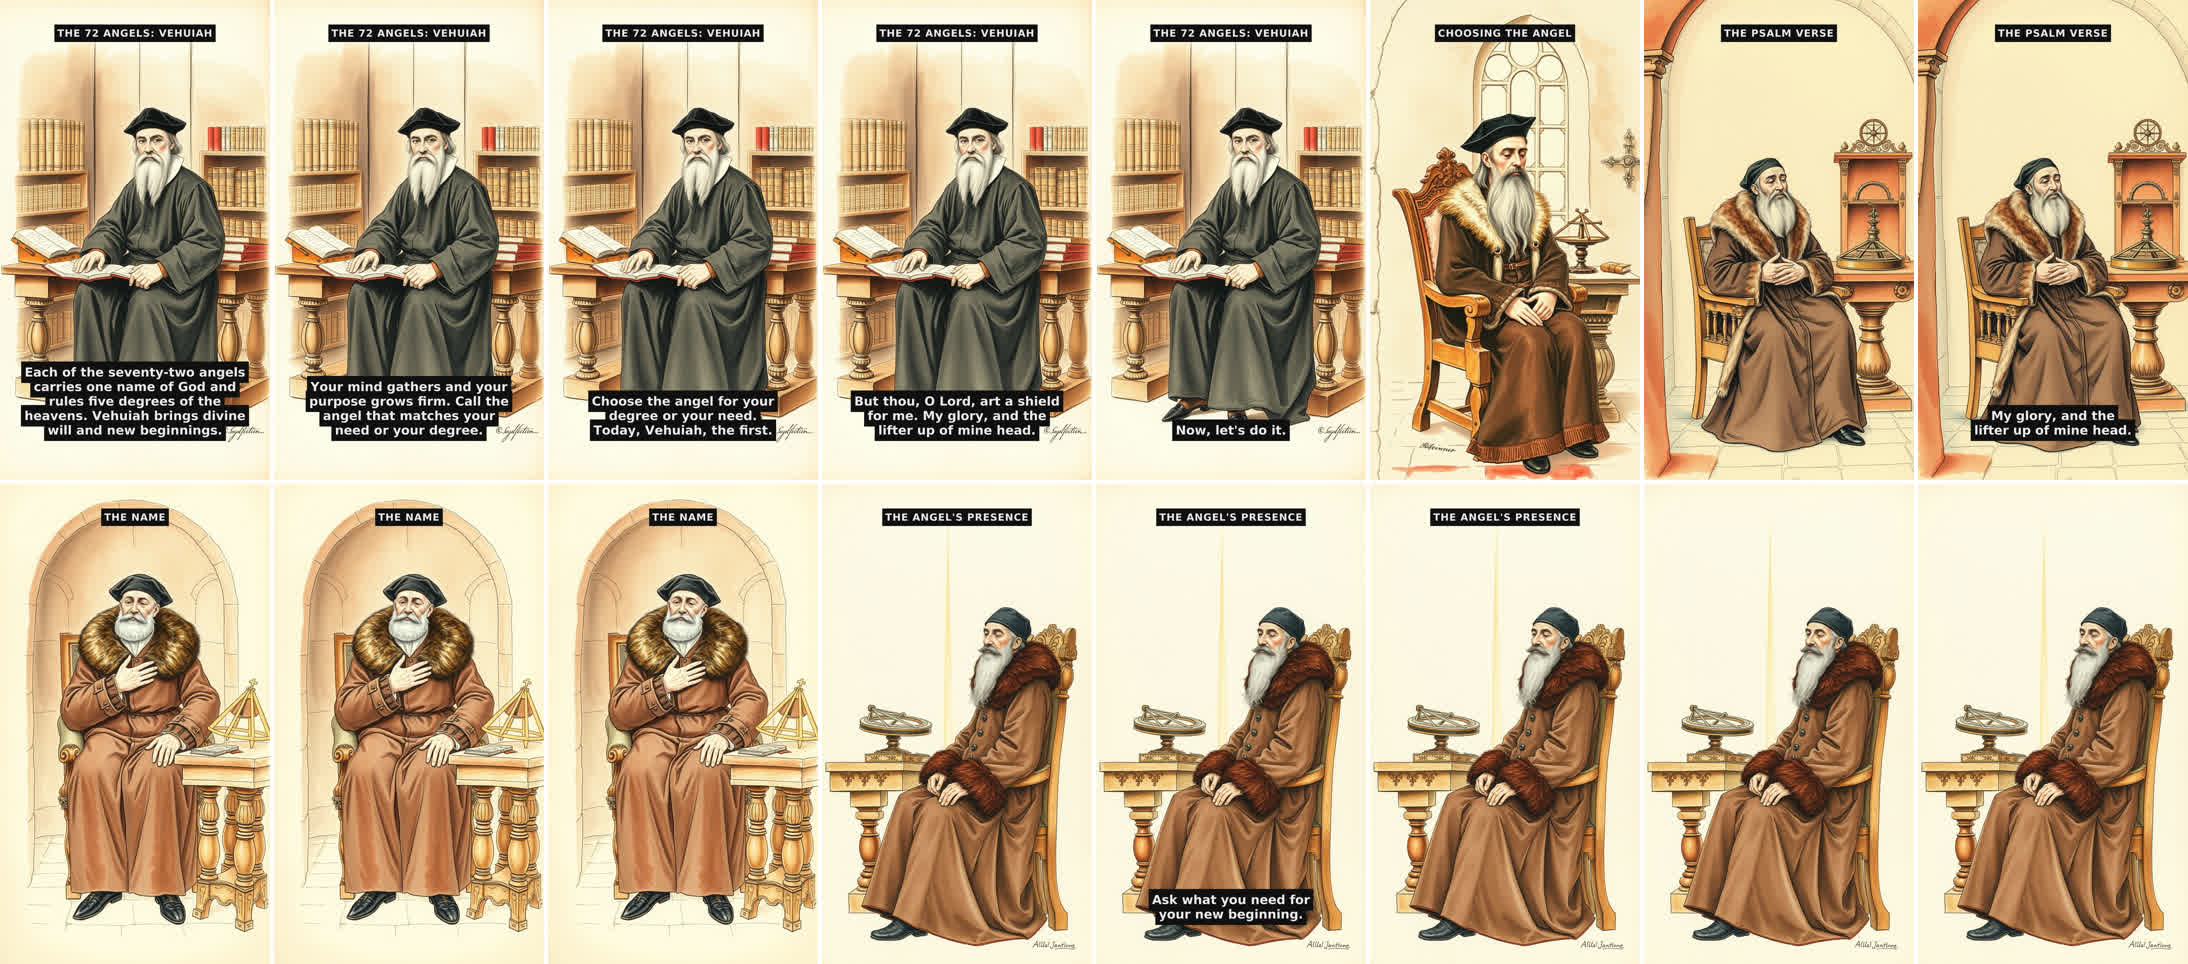 THE 72 ANGELS: VEHUIAH
Each of the seventy-two angels
carries one name of God and
rules five degrees of the
heavens. Vehuiah brings divine
will and new beginnings.
THE 72 ANGELS: VEHUIAH
Your mind gathers and your
purpose grows firm. Call the
angel that matches your
need or your degree.
THE 72 ANGELS: VEHUIAH
Choose the angel for your
degree or your need.
Today, Vehuiah, the first.
THE 72 ANGELS: VEHUIAH
But thou, O Lord, art a shield
for me. My glory, and the
lifter up of mine head.
THE 72 ANGELS: VEHUIAH
Now, let's do it.
CHOOSING THE ANGEL
THE PSALM VERSE
THE PSALM VERSE
My glory, and the
lifter up of mine head.
THE NAME
THE NAME
THE NAME
THE ANGEL'S PRESENCE
THE ANGEL'S PRESENCE
Ask what you need for
your new beginning.
THE ANGEL'S PRESENCE